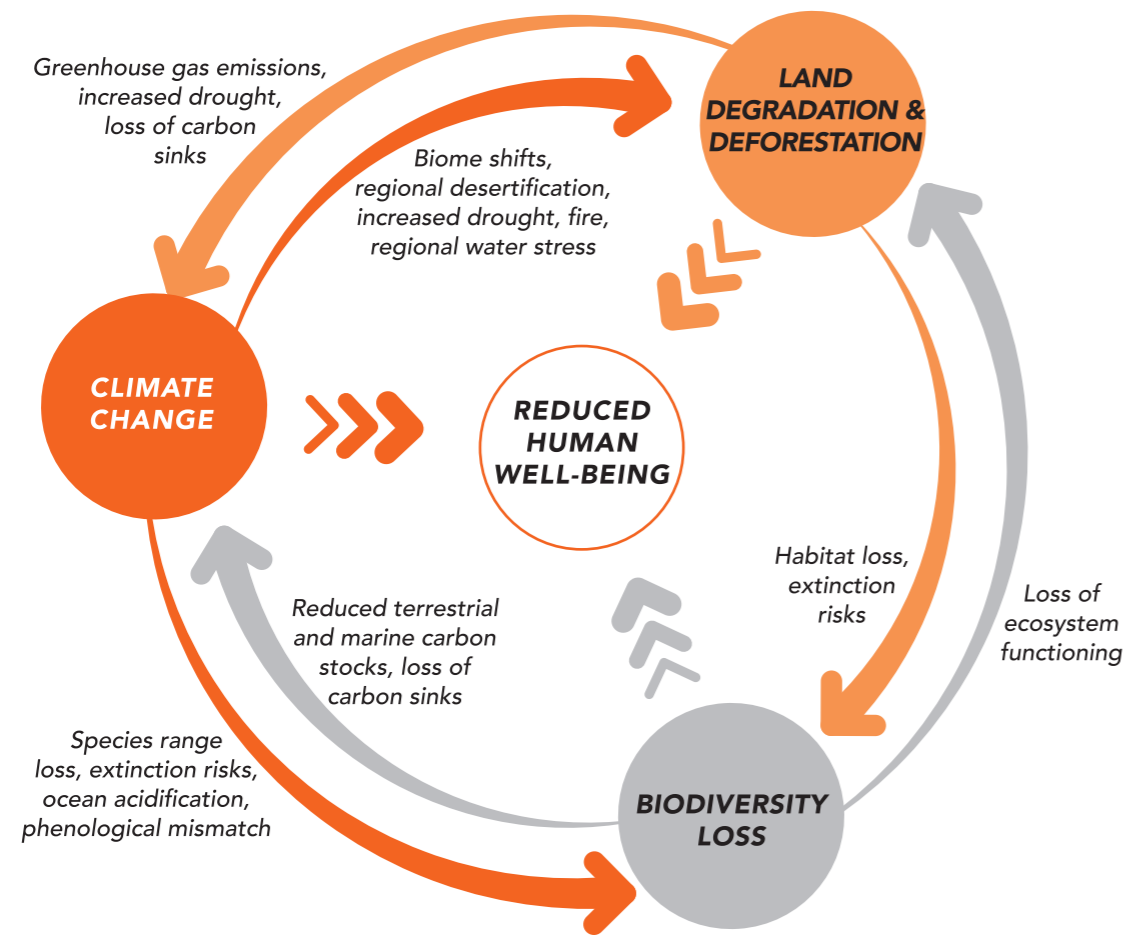 Greenhouse gas emissions,
increased drought,
loss of carbon
sinks
LAND
DEGRADATION &
DEFORESTATION
Biome shifts,
regional desertification,
increased drought, fire,
regional water stress
CLIMATE
CHANGE
REDUCED
HUMAN
WELL-BEING
Habitat loss,
extinction
risks
Loss of
ecosystem
functioning
Reduced terrestrial
and marine carbon
stocks, loss of
carbon sinks
Species range
loss, extinction risks,
ocean acidification,
phenological mismatch
BIODIVERSITY
LOSS